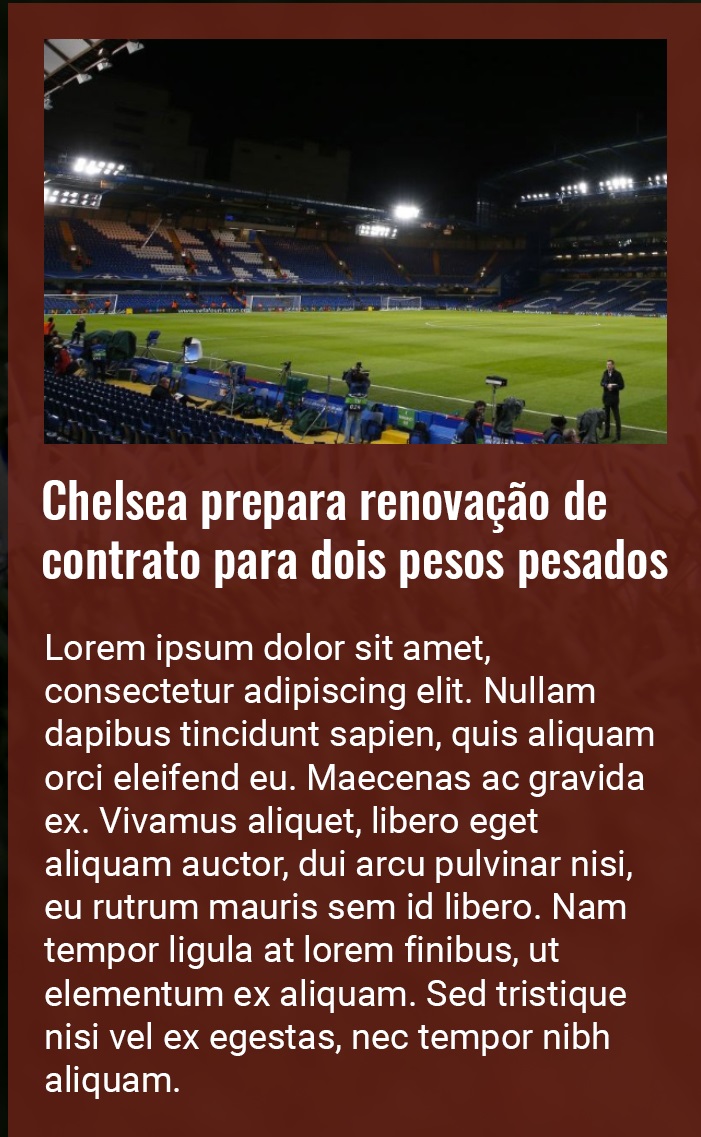 CH
CHE
Chelsea prepara renovação de
contrato para dois pesos pesados
Lorem ipsum dolor sit amet,
consectetur adipiscing elit. Nullam
dapibus tincidunt sapien, quis aliquam
orci eleifend eu. Maecenas ac gravida
ex. Vivamus aliquet, libero eget
aliquam auctor, dui arcu pulvinar nisi,
eu rutrum mauris sem id libero. Nam
tempor ligula at lorem finibus, ut
elementum ex aliquam. Sed tristique
nisi vel ex egestas, nec tempor nibh
aliquam.